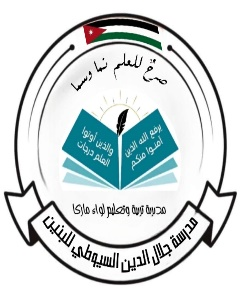 صرحٌ للعلم نما وسما
يرفع الله الذين
آمنوا منكم
والذين أوتوا
العلم درجات
مديرية تربية وتعليم لواء ماركا
مدرسة جلال الدين السيوطي للبنين